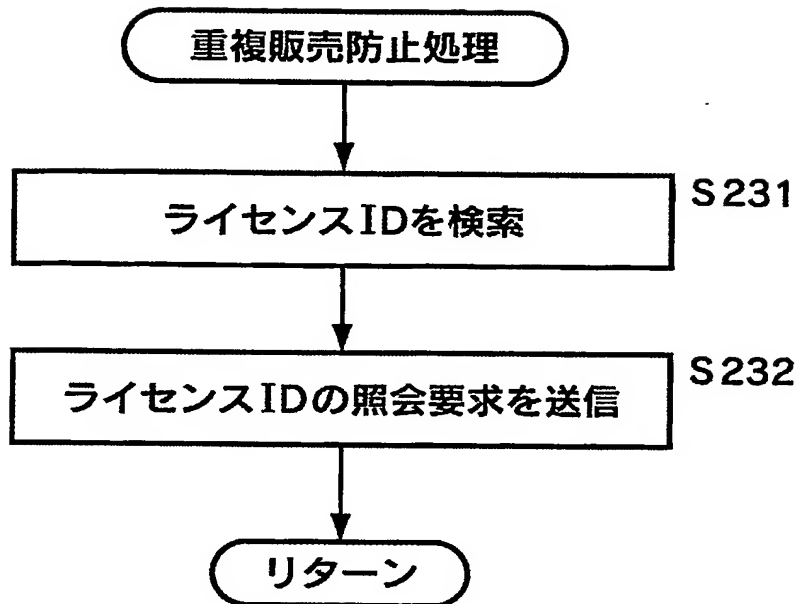 重複販売防止処理
S231
ライセンスIDを検索
S232
ライセンスIDの照会要求を送信
リターン